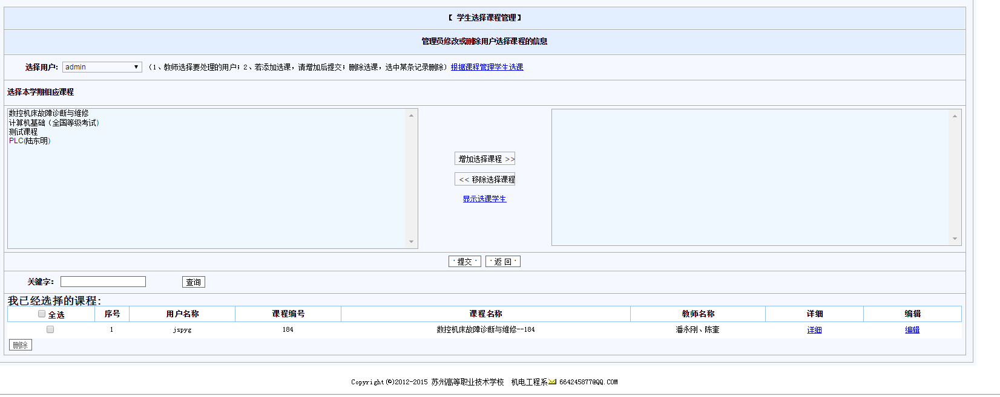 【 学生选择课程管理】
管理员修改或删除用户选择课程的信息
选择用户: admin （1、教师选择要处理的用户; 2、若添加选课，请增加后提交; 删除选课，选中某条记录删除）根据课程管理学生选课
选择本学期相应课程
数控机床故障诊断与维修
计算机基础（全国等级考试）
测试课程
PLC(陆东明)
增加选择课程 >>
<< 移除选择课程
显示选课学生
·提交· ·返 回·
关键字: 查询
我已经选择的课程:
全选 序号 用户名称 课程编号 课程名称 教师名称 详细 编辑
1 jspyg 184 数控机床故障诊断与维修--184 潘永刚、陈奎 详细 编辑
删除
Copyright(©)2012-2015 苏州高等职业技术学校 机电工程系 664245877@QQ.COM